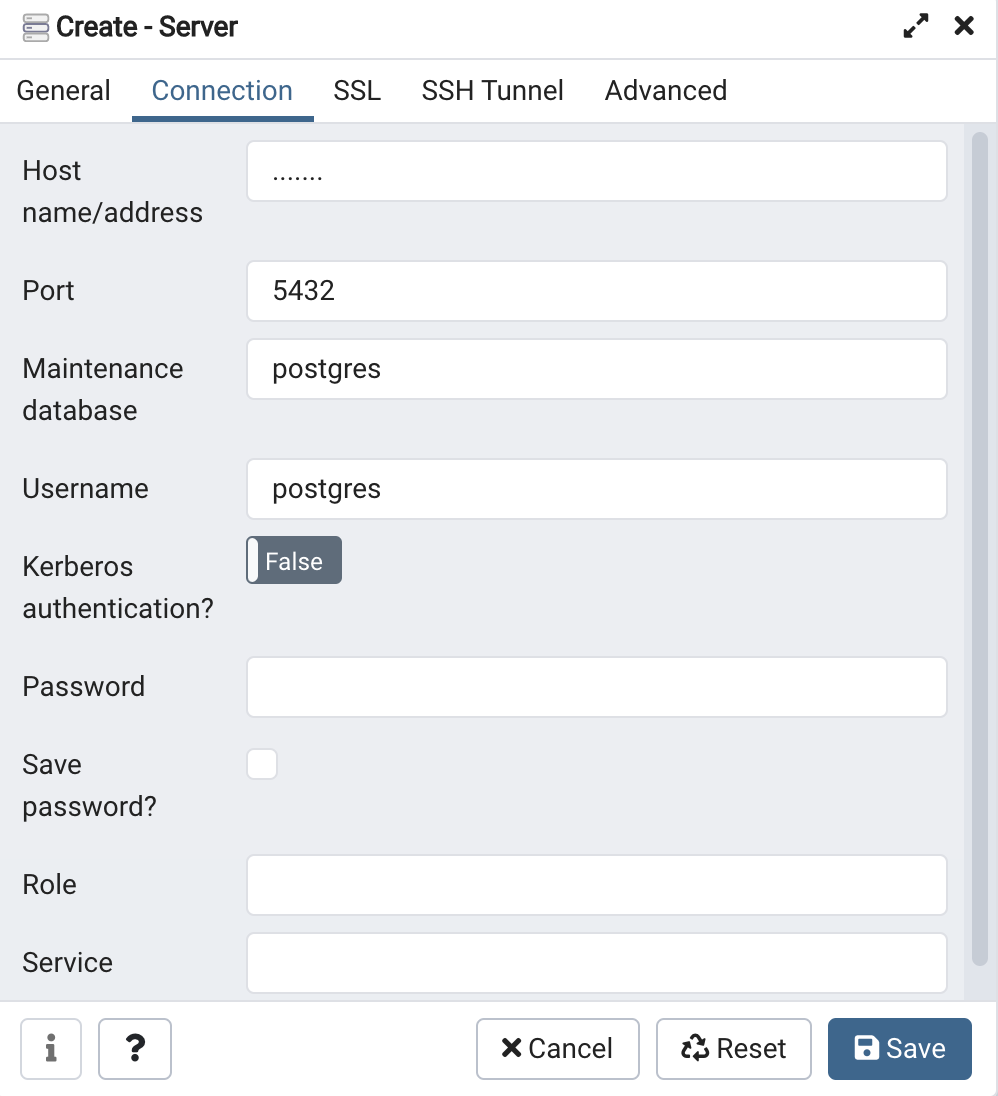 Create - Server
General Connection SSL SSH Tunnel Advanced
Host
name/address
.......
Port
5432
Maintenance
database
postgres
Username
postgres
Kerberos
authentication?
False
Password
Save
password?
Role
Service
i ? Cancel Reset Save